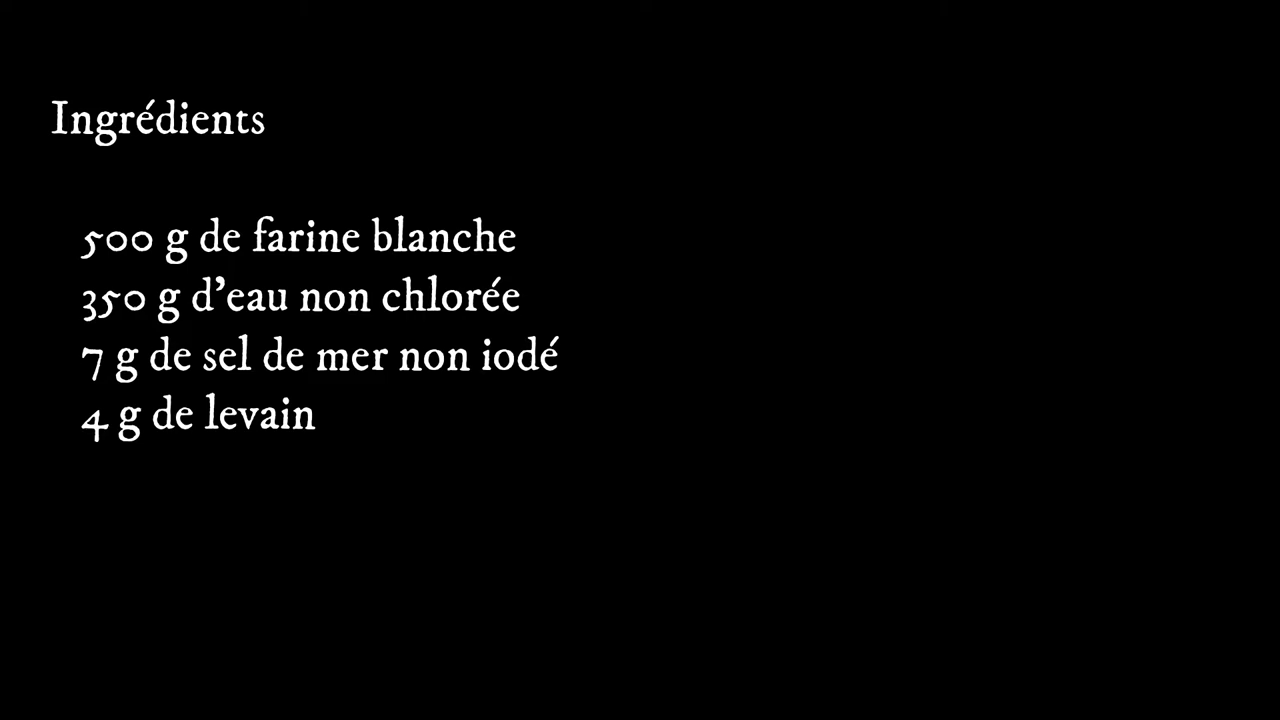 Ingrédients
500 g de farine blanche
350 g d'eau non chlorée
7 g de sel de mer non iodé
4 g de levain